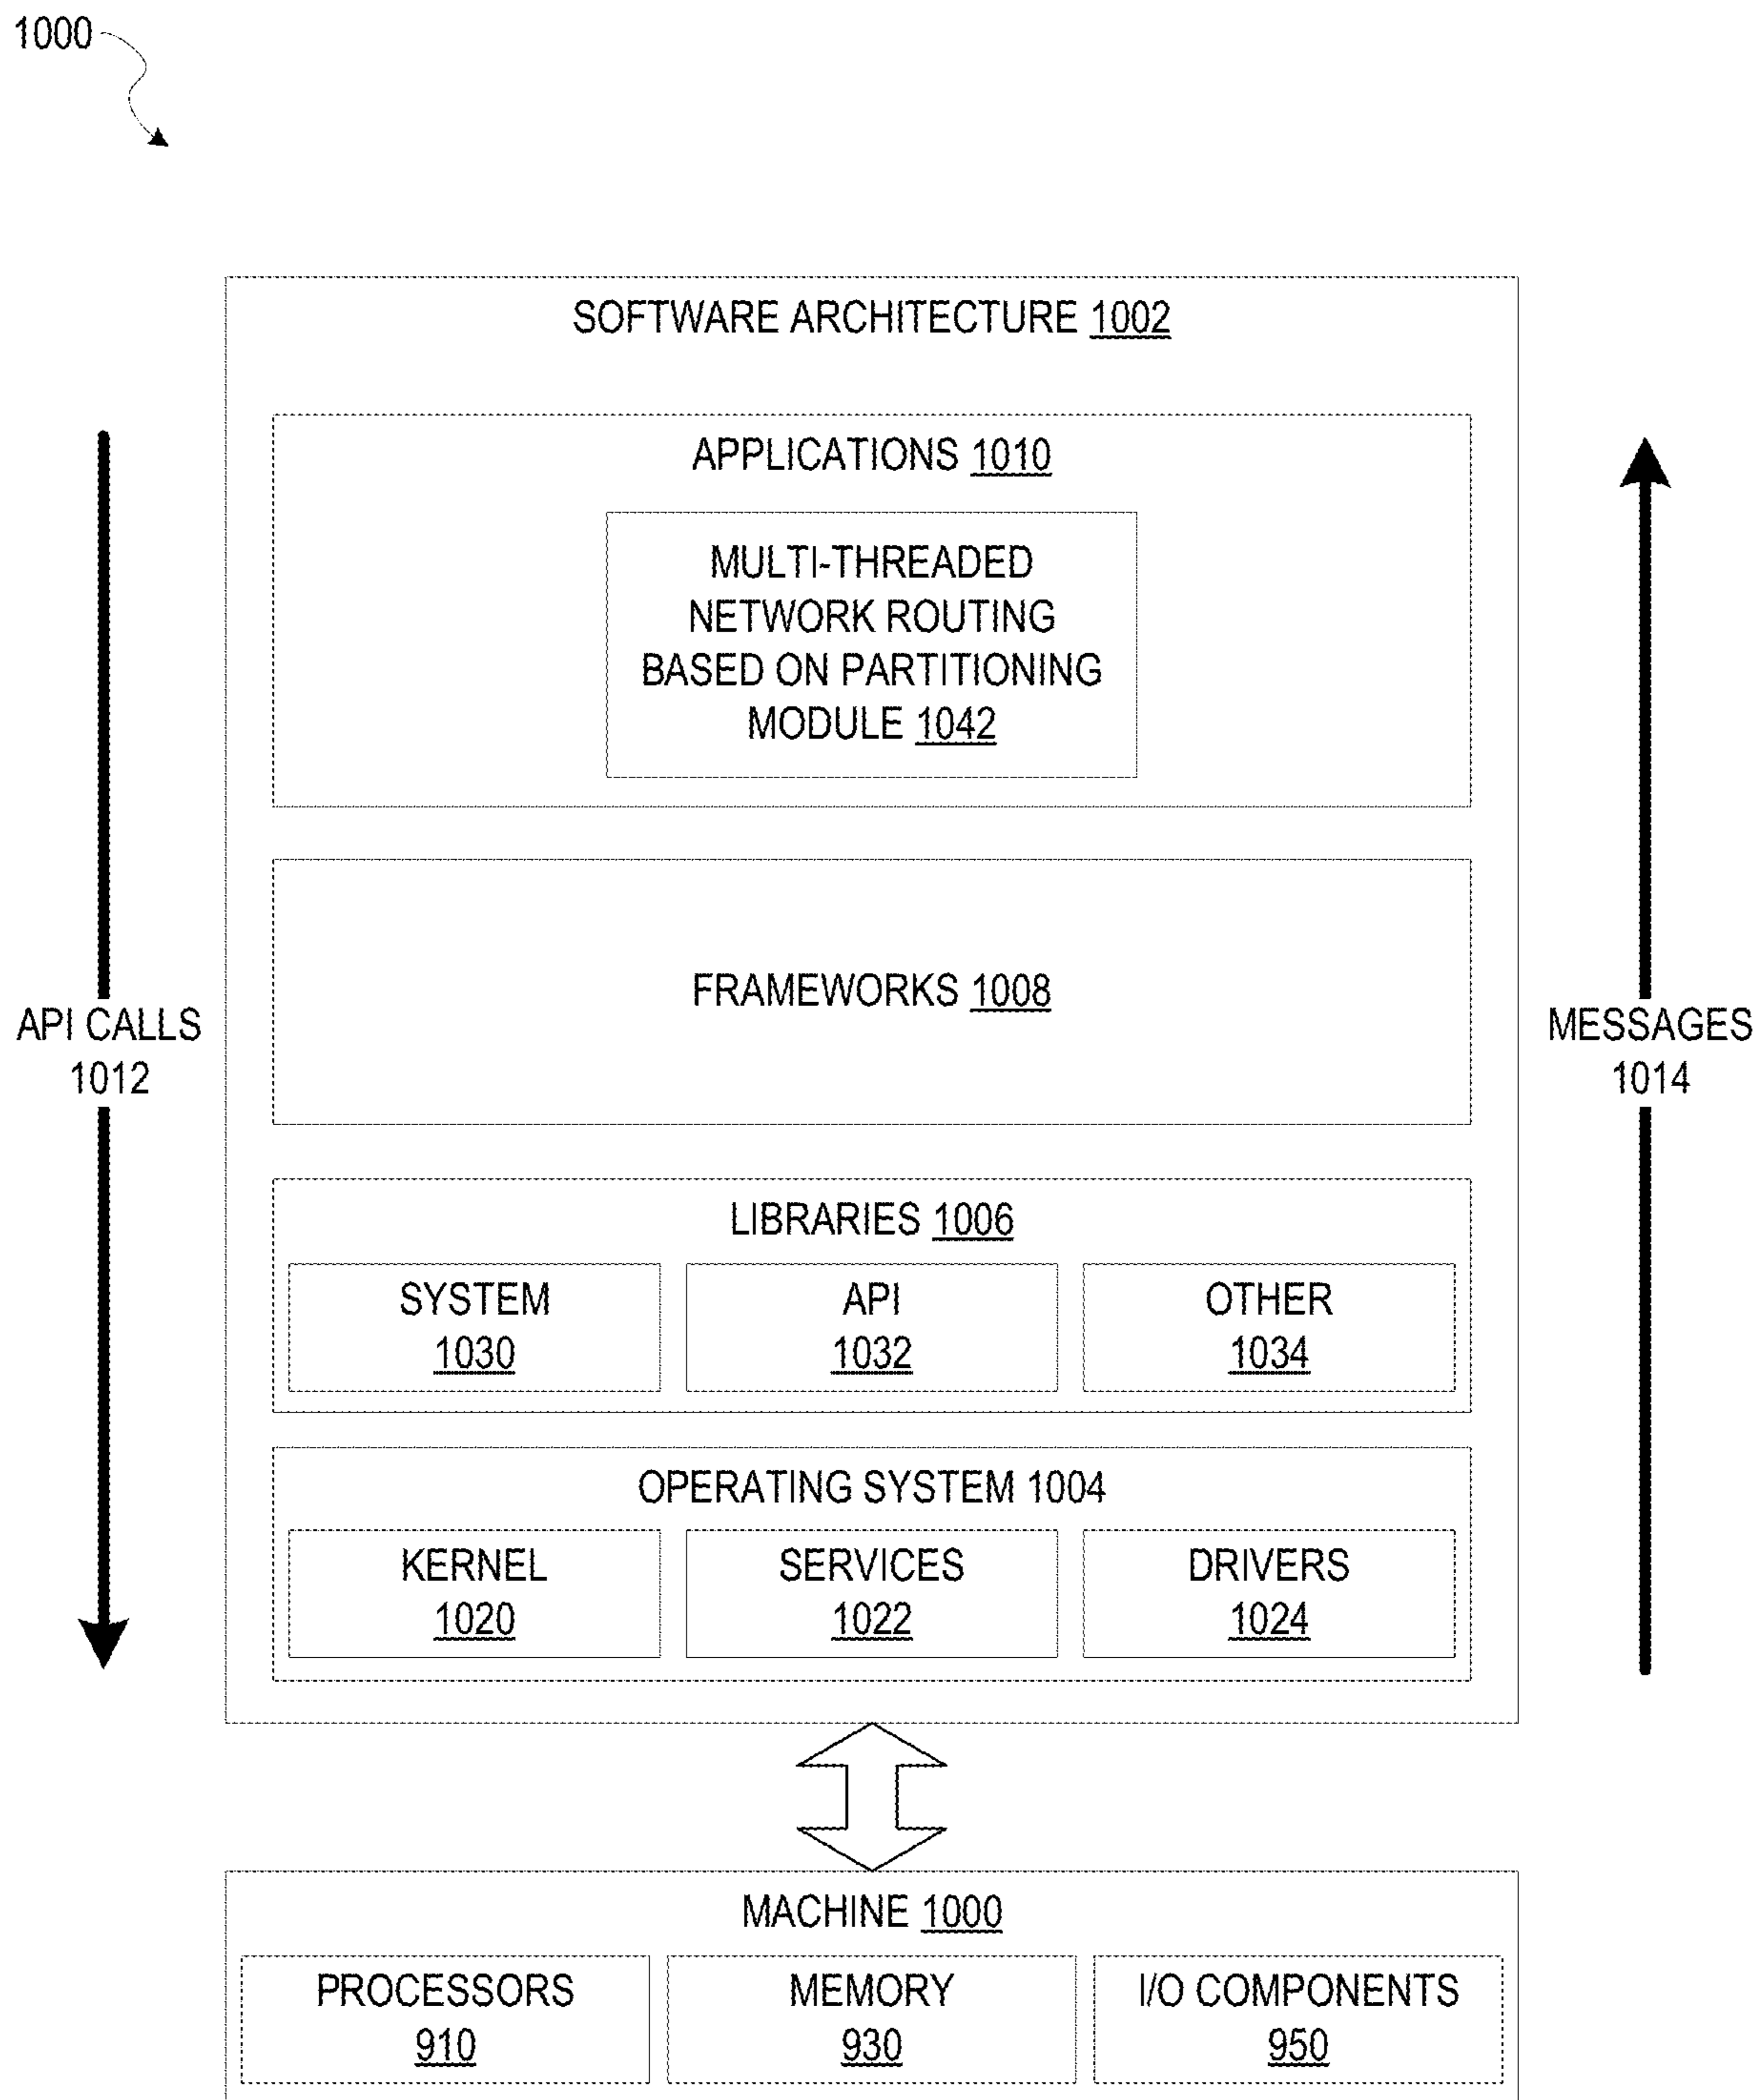 1000
SOFTWARE ARCHITECTURE 1002
APPLICATIONS 1010
MULTI-THREADED
NETWORK ROUTING
BASED ON PARTITIONING
MODULE 1042
FRAMEWORKS 1008
API CALLS
1012
MESSAGES
1014
LIBRARIES 1006
SYSTEM
1030
API
1032
OTHER
1034
OPERATING SYSTEM 1004
KERNEL
1020
SERVICES
1022
DRIVERS
1024
MACHINE 1000
PROCESSORS
910
MEMORY
930
I/O COMPONENTS
950